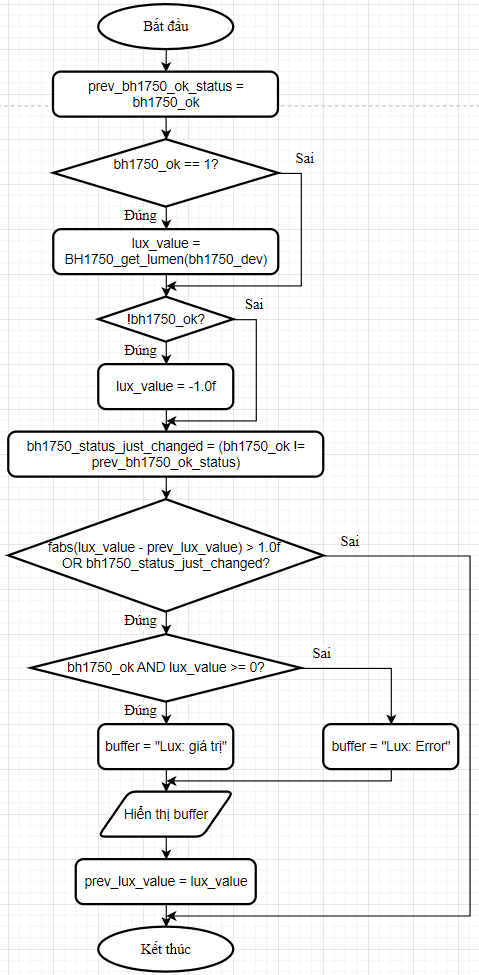 Bắt đầu
prev_bh1750_ok_status =
bh1750_ok
bh1750_ok == 1?
Sai
Đúng
lux_value =
BH1750_get_lumen(bh1750_dev)
!bh1750_ok?
Sai
Đúng
lux_value = -1.0f
bh1750_status_just_changed = (bh1750_ok !=
prev_bh1750_ok_status)
fabs(lux_value - prev_lux_value) > 1.0f
OR bh1750_status_just_changed?
Sai
Đúng
bh1750_ok AND lux_value >= 0?
Sai
Đúng
buffer = "Lux: giá trị"
buffer = "Lux: Error"
Hiển thị buffer
prev_lux_value = lux_value
Kết thúc